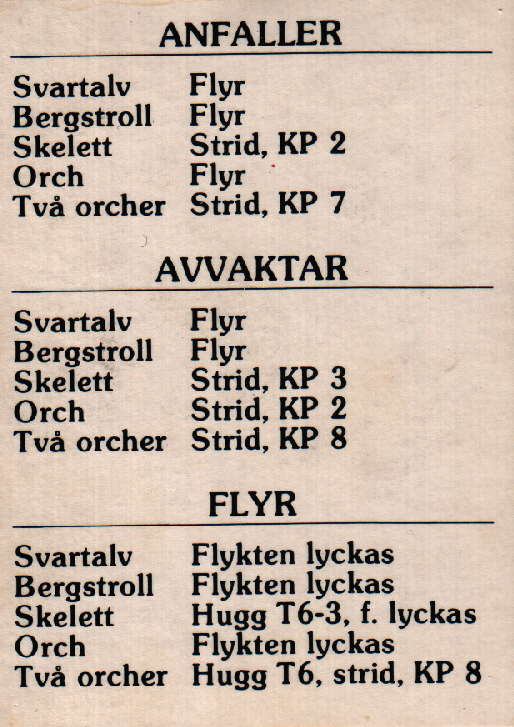 ANFALLER
Svartalv Flyr
Bergstroll Flyr
Skelett Strid, KP 2
Orch Flyr
Två orcher Strid, KP 7
AVVAKTAR
Svartalv Flyr
Bergstroll Flyr
Skelett Strid, KP 3
Orch Strid, KP 2
Två orcher Strid, KP 8
FLYR
Svartalv Flykten lyckas
Bergstroll Flykten lyckas
Skelett Hugg T6-3, f. lyckas
Orch Flykten lyckas
Två orcher Hugg T6, strid, KP 8